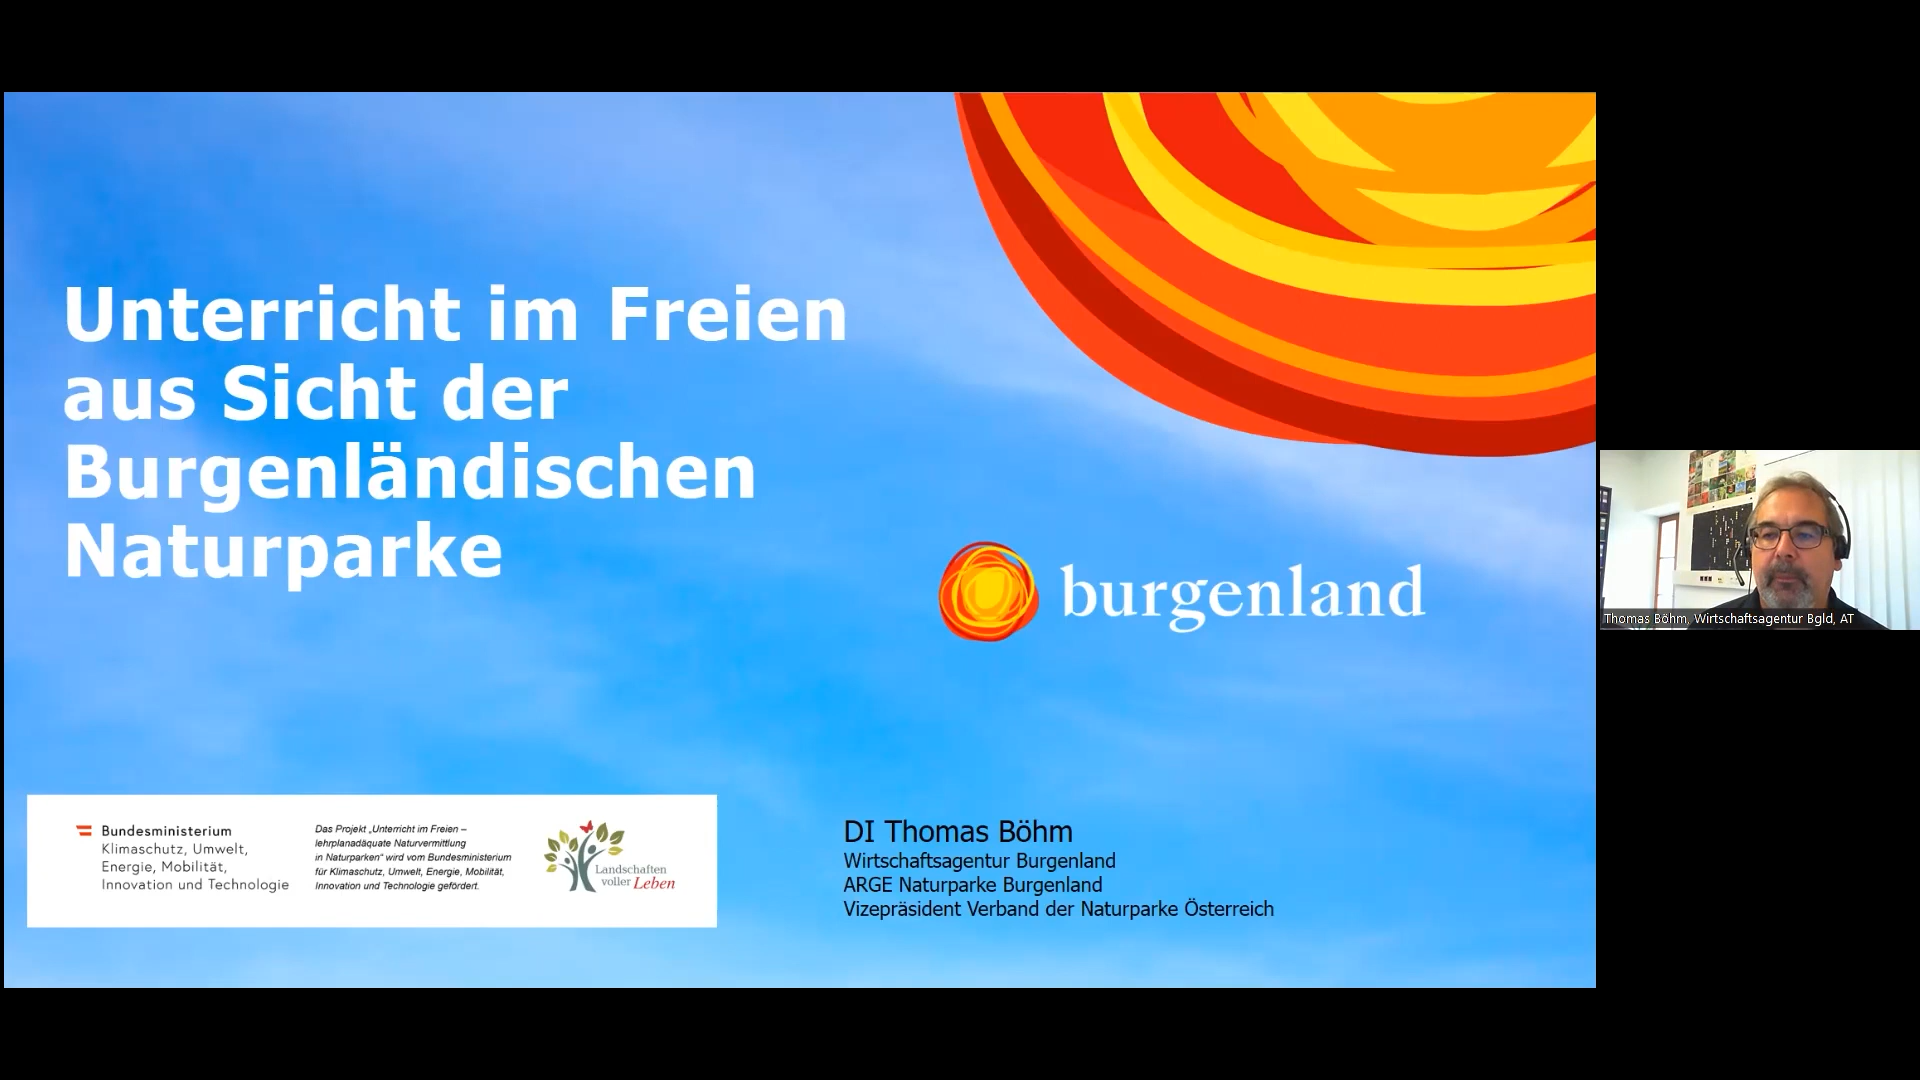 Unterricht im Freien
aus Sicht der
Burgenländischen
Naturparke
burgenland
Bundesministerium
Klimaschutz, Umwelt,
Energie, Mobilität,
Innovation und Technologie
Das Projekt „Unterricht im Freien –
lehrplanadäquate Naturvermittlung
in Naturparken“ wird vom Bundesministerium
für Klimaschutz, Umwelt, Energie, Mobilität,
Innovation und Technologie gefördert.
Landschaften
voller Leben
DI Thomas Böhm
Wirtschaftsagentur Burgenland
ARGE Naturparke Burgenland
Vizepräsident Verband der Naturparke Österreich
Thomas Böhm, Wirtschaftsagentur Bgld, AT